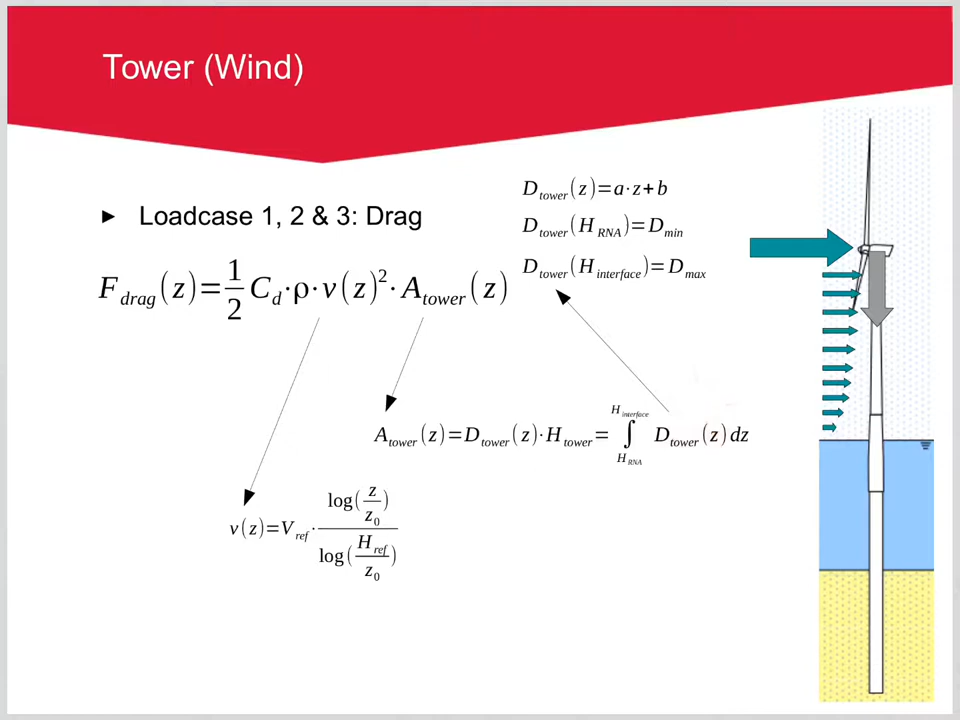 Tower (Wind)
D_tower(z)=a·z+b
► Loadcase 1, 2 & 3: Drag
D_tower(H_RNA)=D_min
D_tower(H_interface)=D_max
F_drag(z)=1/2 C_d·ρ·v(z)²·A_tower(z)
A_tower(z)=D_tower(z)·H_tower=∫_{H_RNA}^{H_interface} D_tower(z)dz
v(z)=V_ref·log(z/z_0)/log(H_ref/z_0)